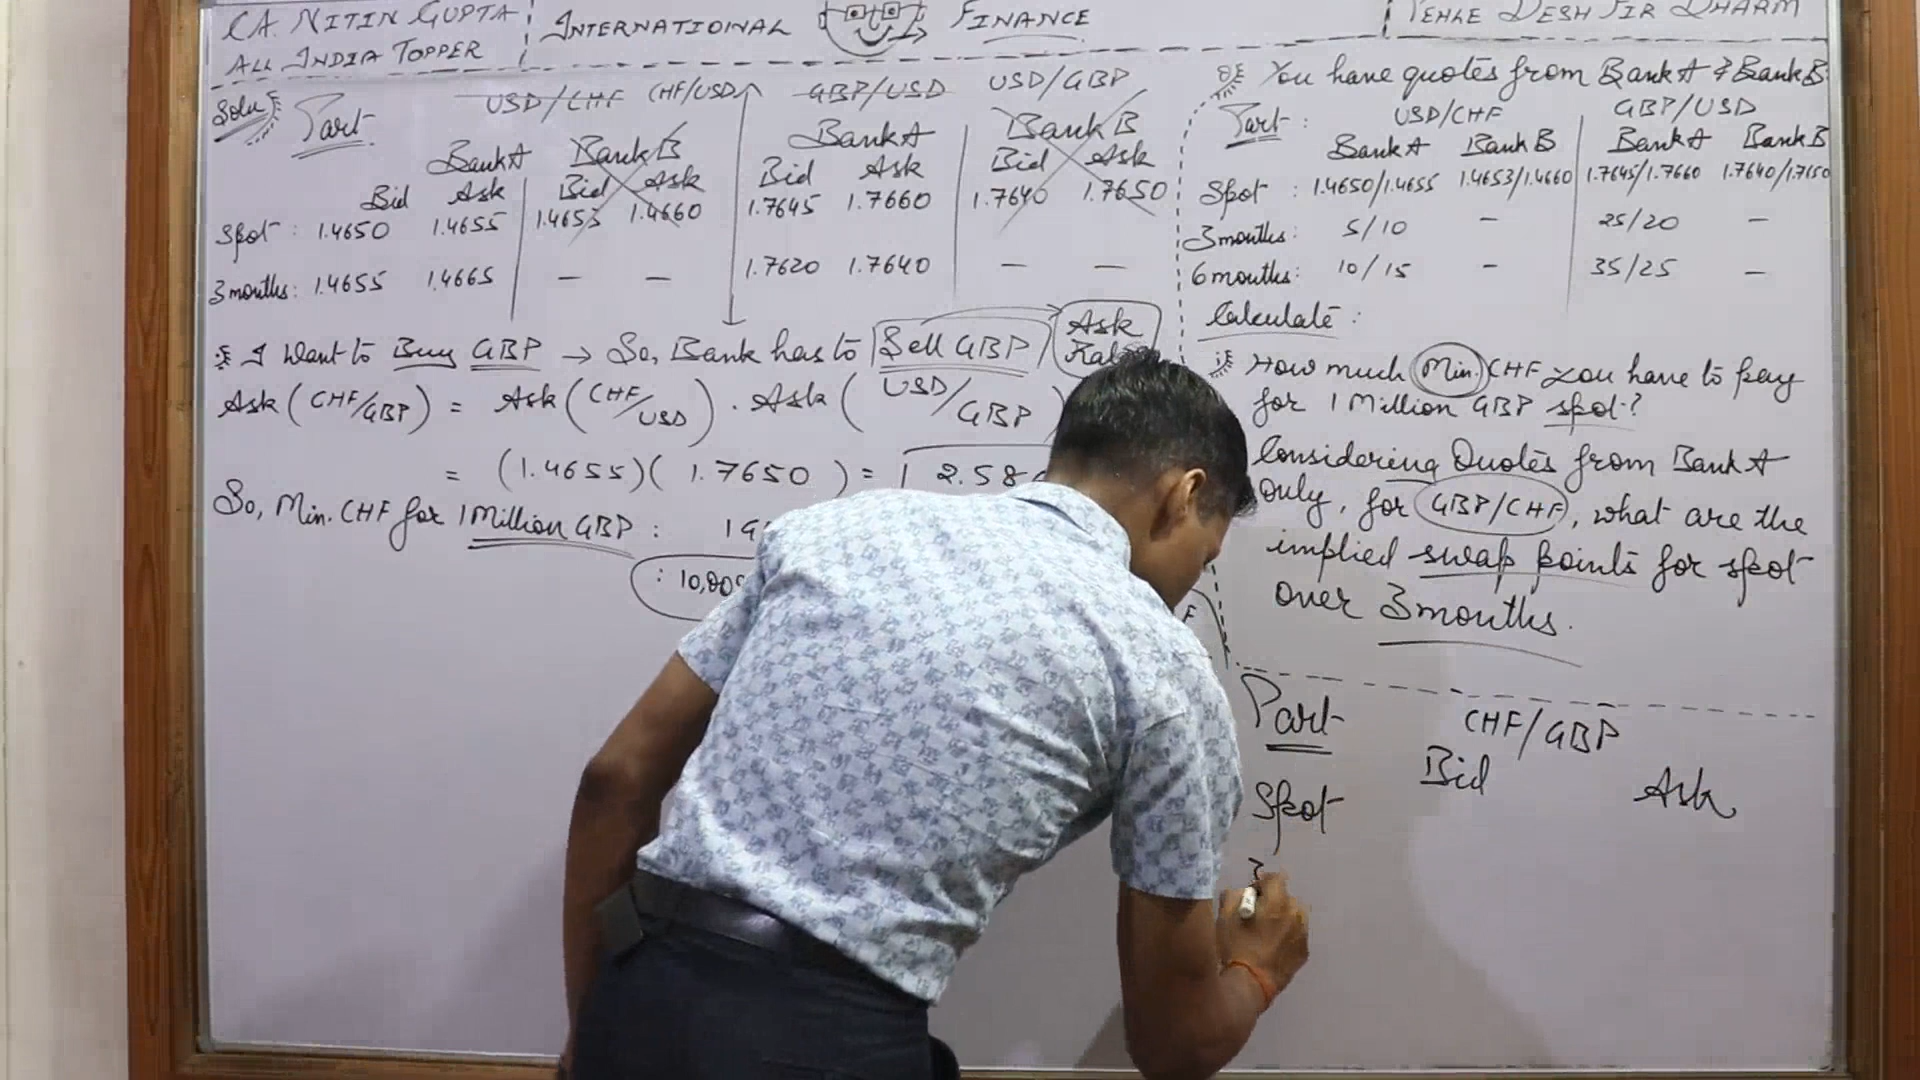 CA. NITIN GUPTA
ALL INDIA TOPPER
INTERNATIONAL FINANCE
PEHLE DESH FIR DHARM
Soln
Part
USD/CHF CHF/USD GBP/USD USD/GBP
Bank A Bank B Bank A Bank B
Bid Ask Bid Ask Bid Ask Bid Ask
Spot: 1.4650 1.4655 1.4653 1.4660 1.7645 1.7660 1.7640 1.7650
3 months: 1.4655 1.4665 – – 1.7620 1.7640 – –
I Want to Buy GBP → So, Bank has to Sell GBP
Ask
Ask (CHF/GBP) = Ask (CHF/USD) . Ask (USD/GBP
= (1.4655)(1.7650) = 2.58
So, Min. CHF for 1 Million GBP :
: 10,00
You have quotes from Bank A & Bank B
Part : USD/CHF GBP/USD
Bank A Bank B Bank A Bank B
Spot : 1.4650/1.4655 1.4653/1.4660 1.7645/1.7660 1.7640/1.7650
3 months: 5/10 – 25/20 –
6 months: 10/15 – 35/25 –
Calculate :
How much Min. CHF you have to pay
for 1 Million GBP spot?
Considering Quotes from Bank A
only, for GBP/CHF, what are the
implied swap points for spot
over 3 months.
Part CHF/GBP
Bid Ask
Spot
3